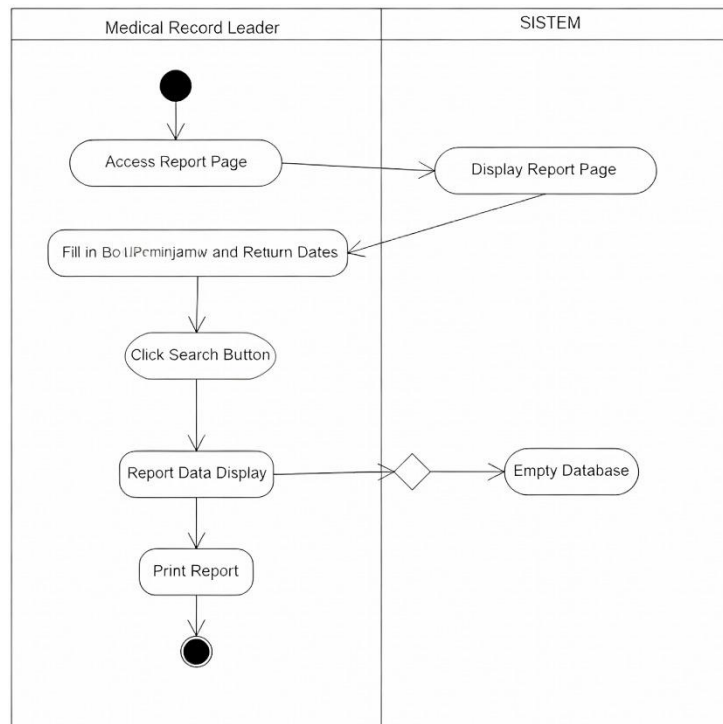 Medical Record Leader
SISTEM
Access Report Page
Display Report Page
Fill in and Return Dates
Click Search Button
Report Data Display
Empty Database
Print Report